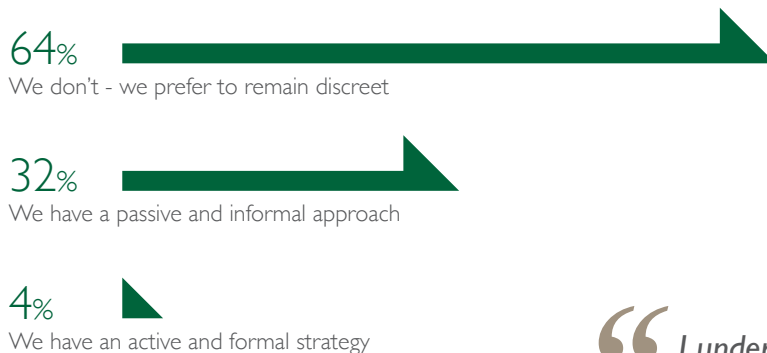 64%
We don't - we prefer to remain discreet
32%
We have a passive and informal approach
4%
We have an active and formal strategy
“ I